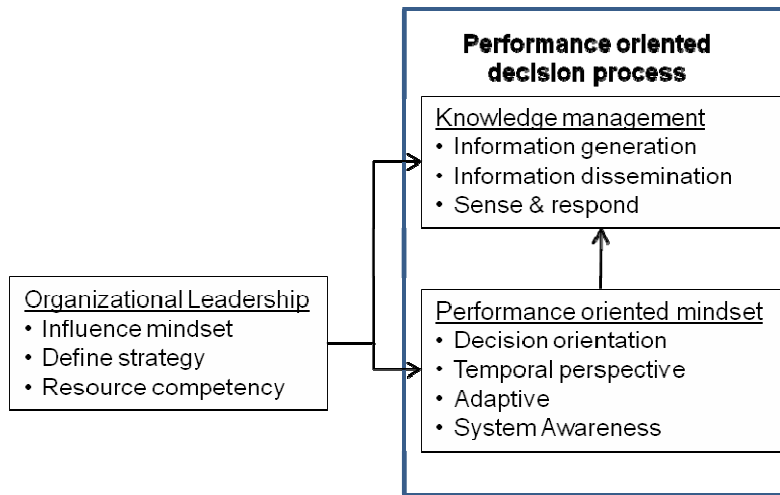 Performance oriented
decision process
Knowledge management
• Information generation
• Information dissemination
• Sense & respond
Organizational Leadership
• Influence mindset
• Define strategy
• Resource competency
Performance oriented mindset
• Decision orientation
• Temporal perspective
• Adaptive
• System Awareness